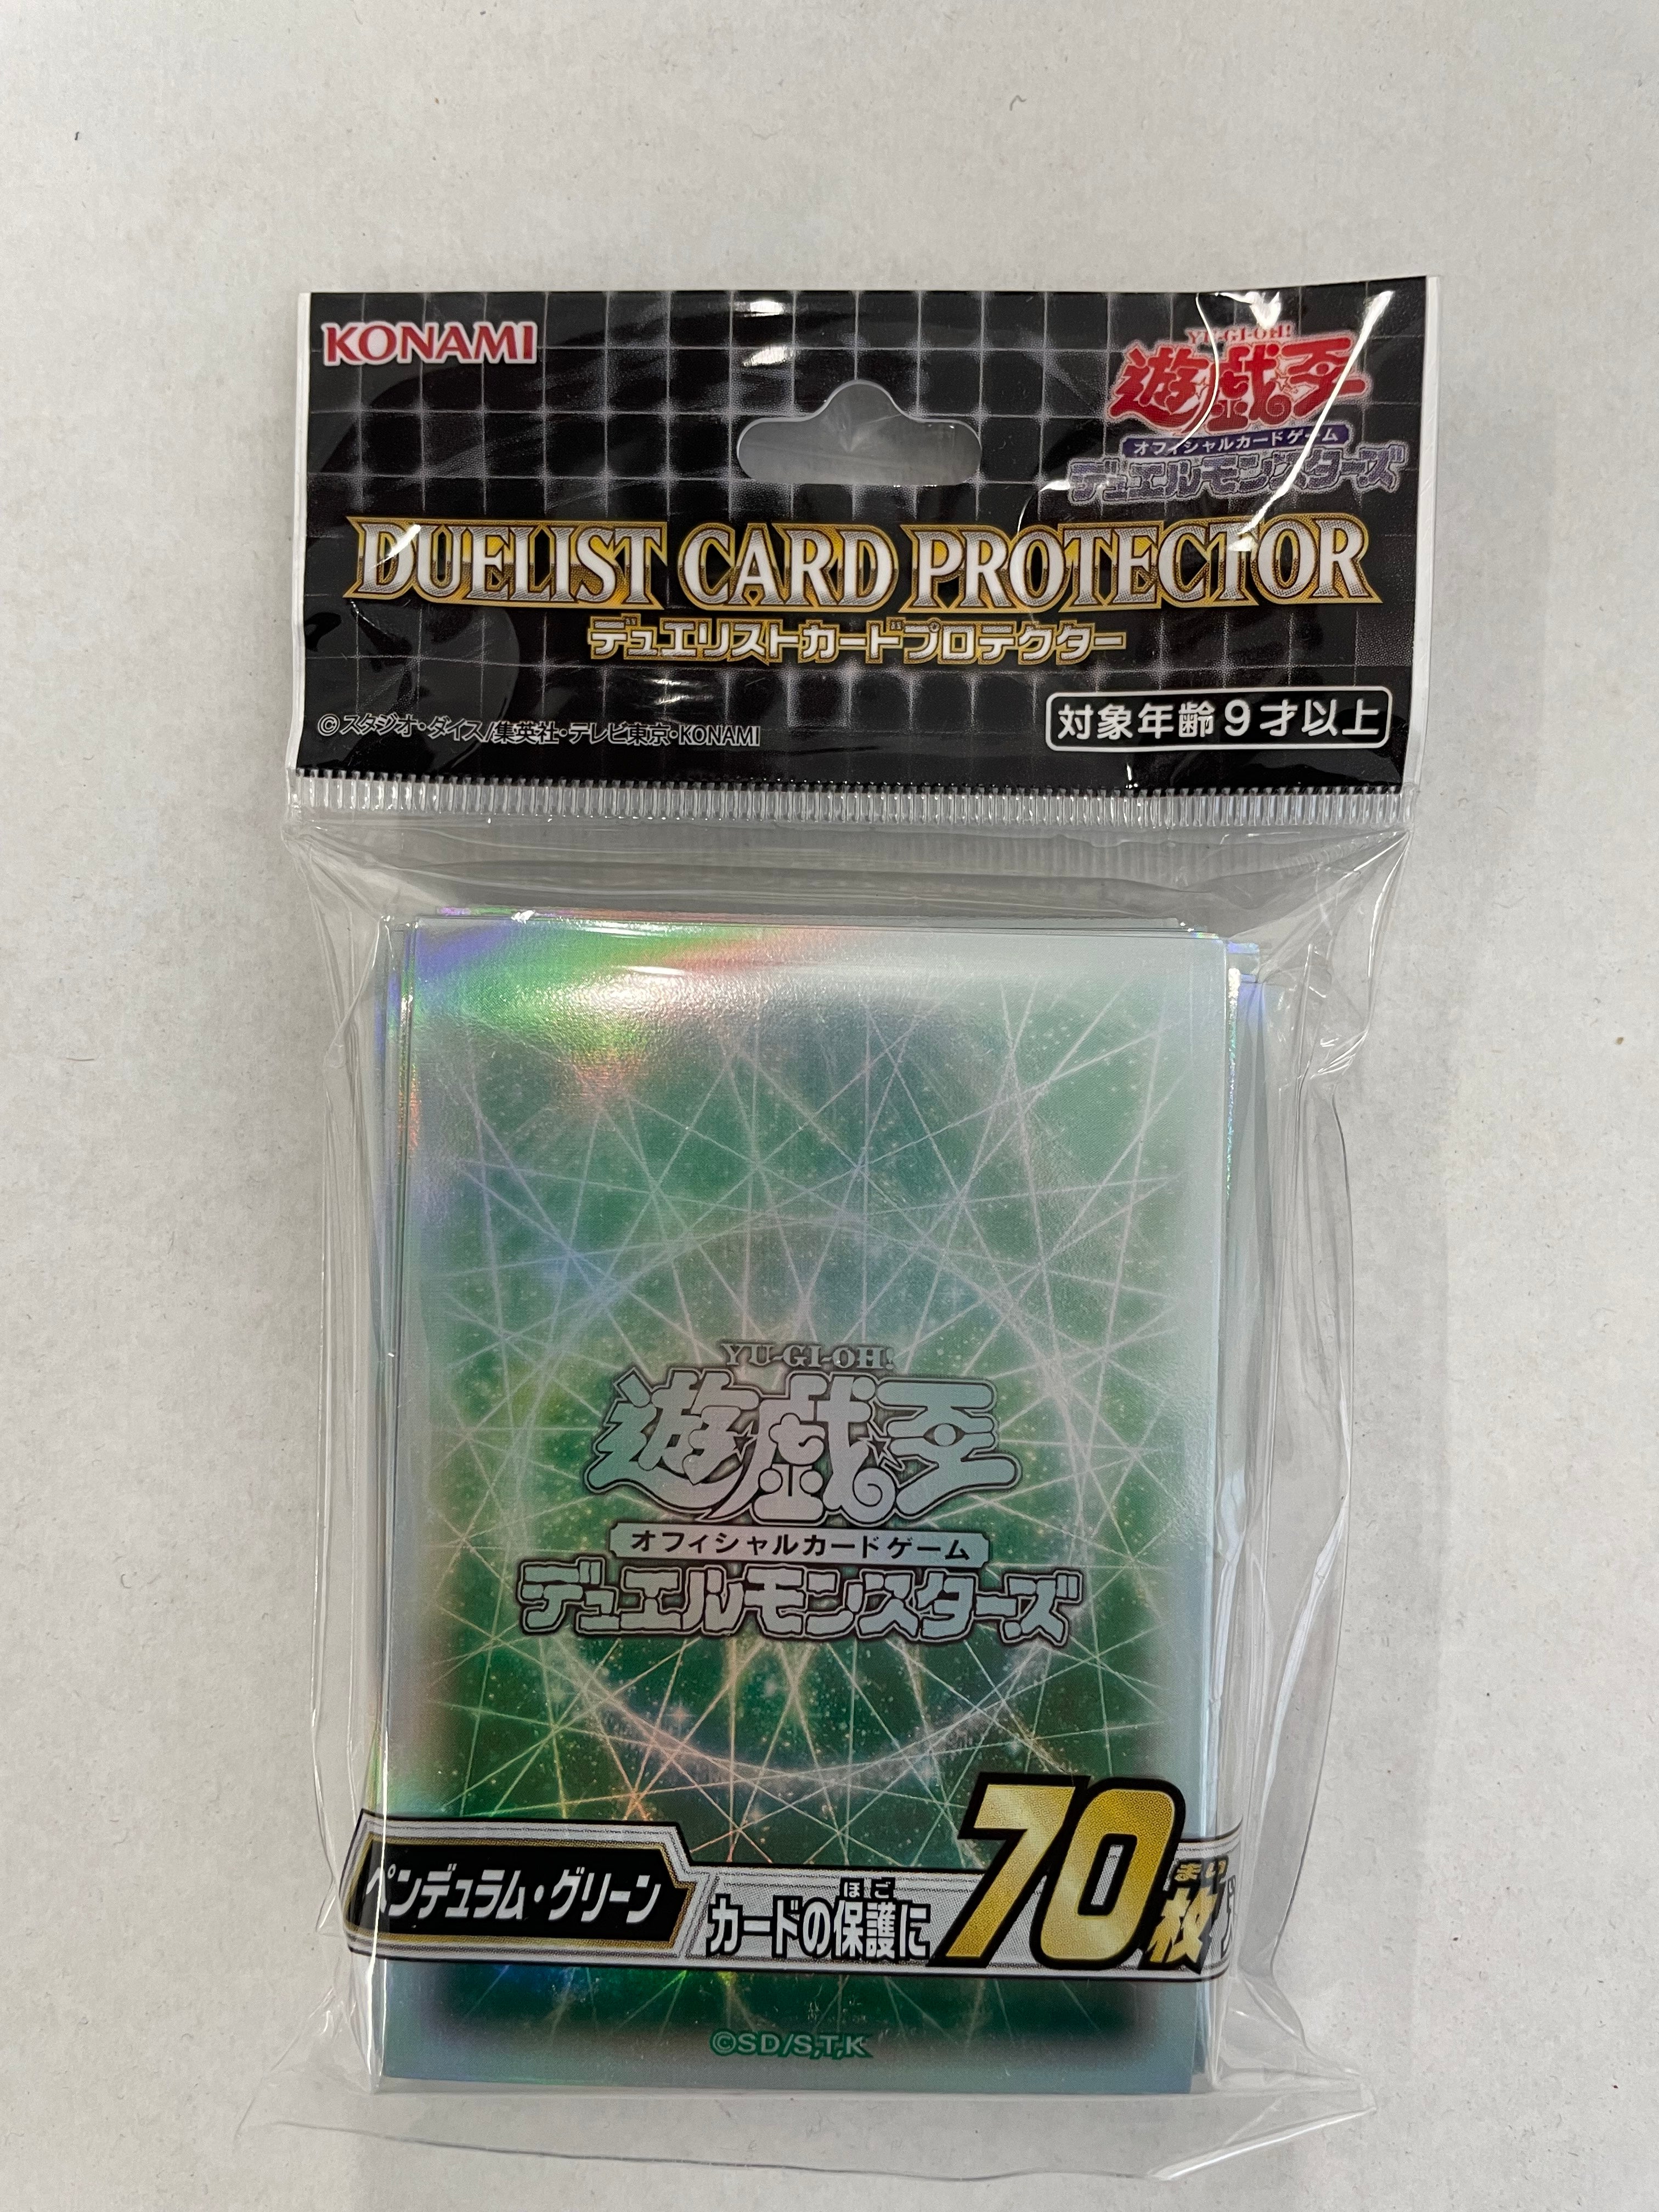 KONAMI
YU-GI-OH!
遊戯王
オフィシャルカードゲーム
デュエルモンスターズ
DUELIST CARD PROTECTOR
デュエリストカードプロテクター
©スタジオ・ダイス/集英社・テレビ東京・KONAMI
対象年齢9才以上
YU-GI-OH!
遊戯王
オフィシャルカードゲーム
デュエルモンスターズ
ペンデュラム・グリーン
ほご
カードの保護に
まい
70枚
©SD/S,T,K